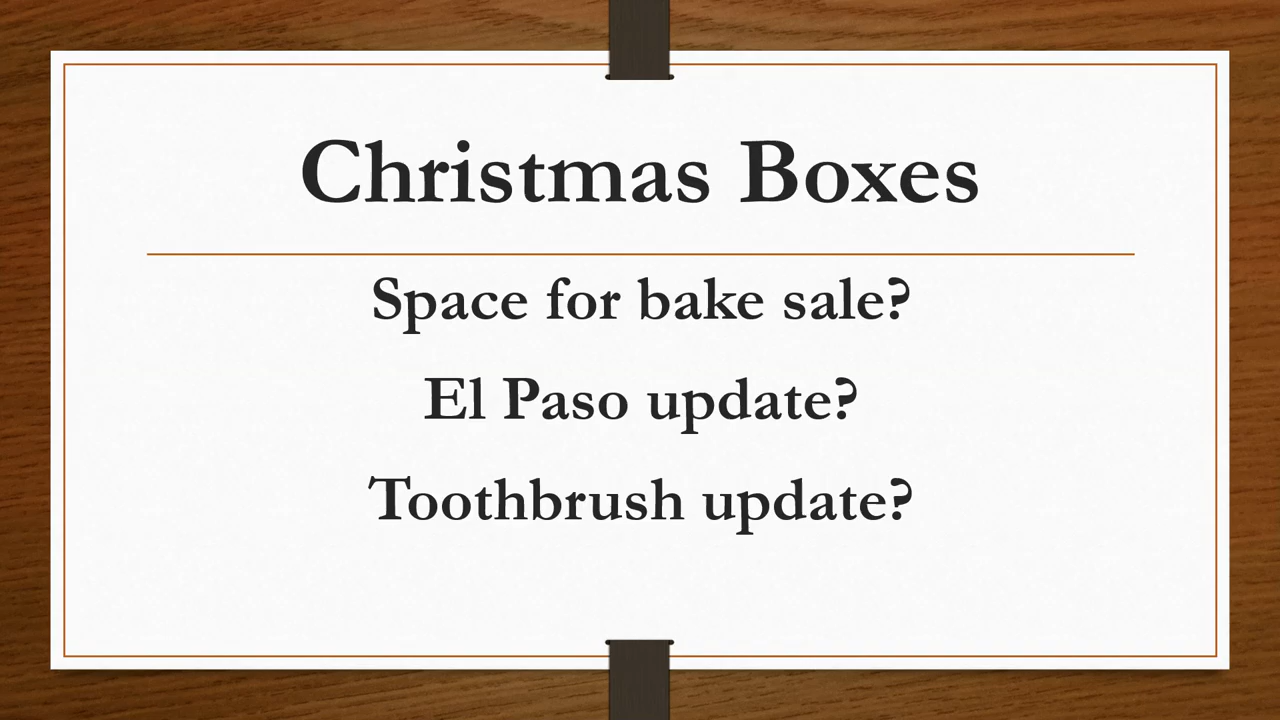 Christmas Boxes
Space for bake sale?
El Paso update?
Toothbrush update?